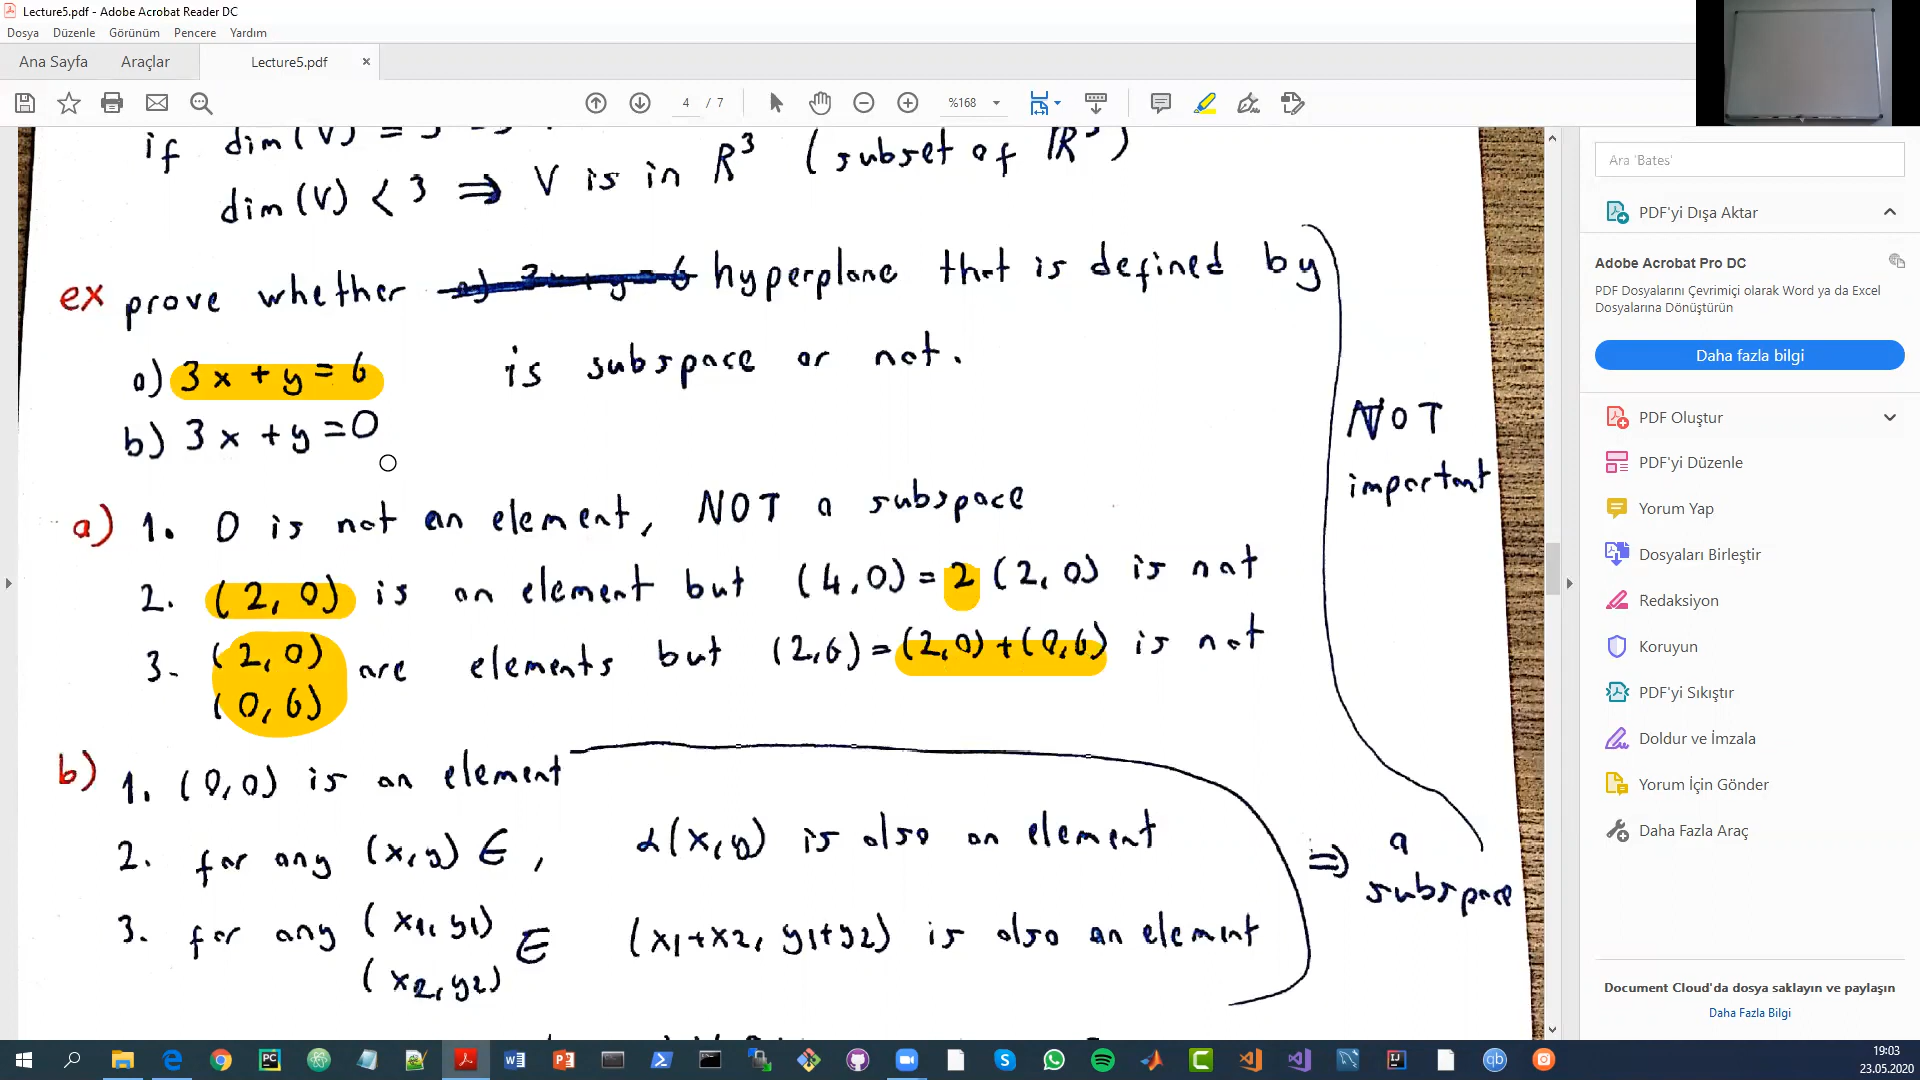 Lecture5.pdf - Adobe Acrobat Reader DC
Dosya Düzenle Görünüm Pencere Yardım
Ana Sayfa Araçlar Lecture5.pdf ×
4 / 7 %168
if dim(V) = 3
dim(V) < 3 ⇒ V is in R³ (subset of R³)
ex prove whether a) 3x + y = 6 hyperplane that is defined by
a) 3x + y = 6 is subspace or not.
b) 3x + y = 0
NOT
important
a) 1. 0 is not an element, NOT a subspace
2. (2, 0) is an element but (4,0) = 2 (2,0) is not
3. (2,0) are elements but (2,6) = (2,0) + (0,6) is not
(0,6)
b) 1. (0,0) is an element
2. for any (x,y) ∈, α(x,y) is also an element
⇒ a
subspace
3. for any (x1,y1) ∈ (x1+x2, y1+y2) is also an element
(x2,y2)
Ara 'Bates'
PDF'yi Dışa Aktar
Adobe Acrobat Pro DC
PDF Dosyalarını Çevrimiçi olarak Word ya da Excel
Dosyalarına Dönüştürün
Daha fazla bilgi
PDF Oluştur
PDF'yi Düzenle
Yorum Yap
Dosyaları Birleştir
Redaksiyon
Koruyun
PDF'yi Sıkıştır
Doldur ve İmzala
Yorum İçin Gönder
Daha Fazla Araç
Document Cloud'da dosya saklayın ve paylaşın
Daha Fazla Bilgi
19:03
23.05.2020